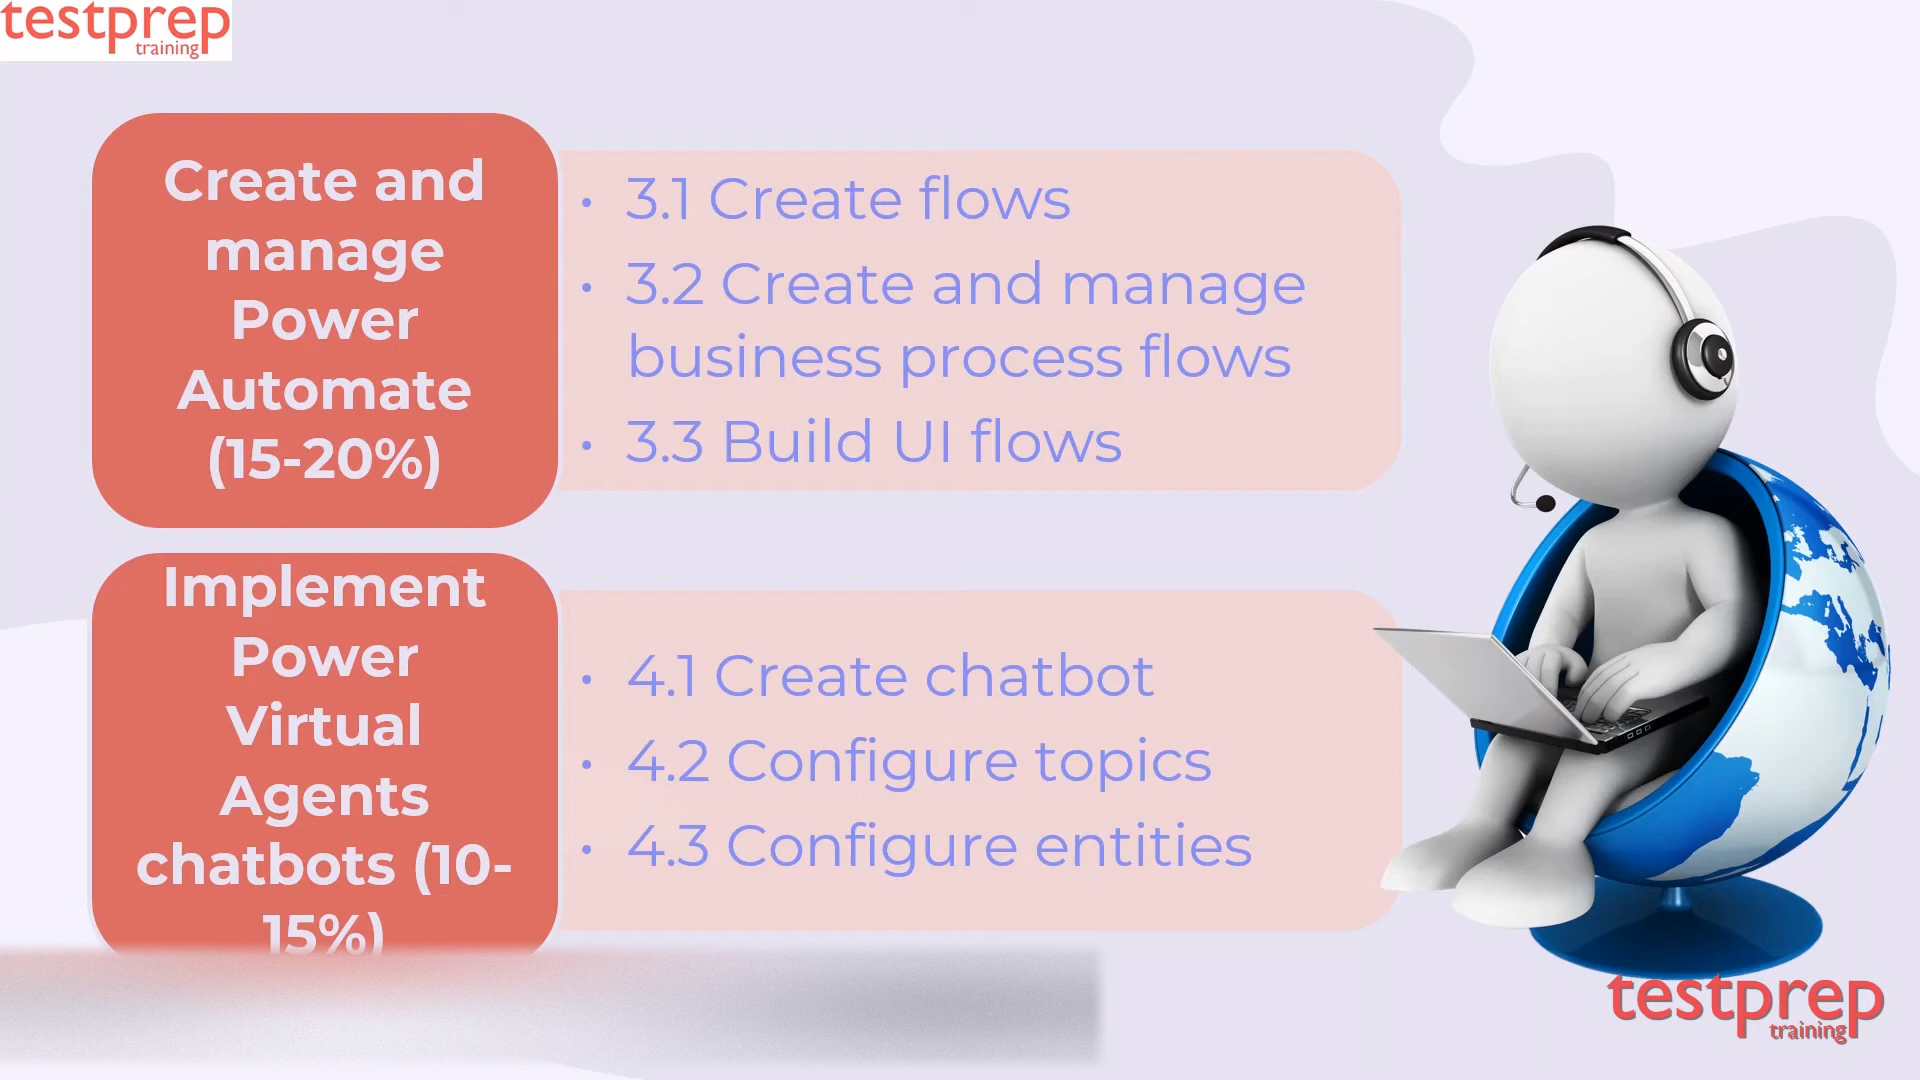 testprep
training
Create and
manage
Power
Automate
(15-20%)
• 3.1 Create flows
• 3.2 Create and manage
business process flows
• 3.3 Build UI flows
Implement
Power
Virtual
Agents
chatbots (10-
15%)
• 4.1 Create chatbot
• 4.2 Configure topics
• 4.3 Configure entities
testprep
training